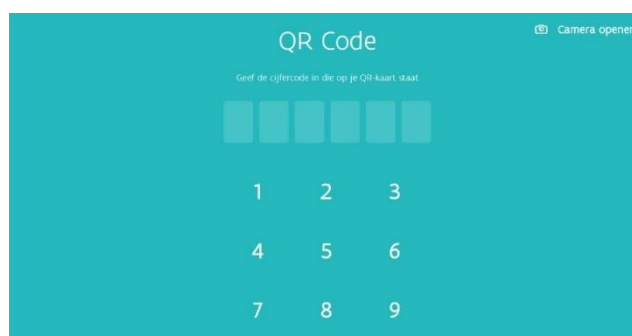 QR Code
Camera openen
Geef de cijfercode in die op je QR-kaart staat
1 2 3
4 5 6
7 8 9